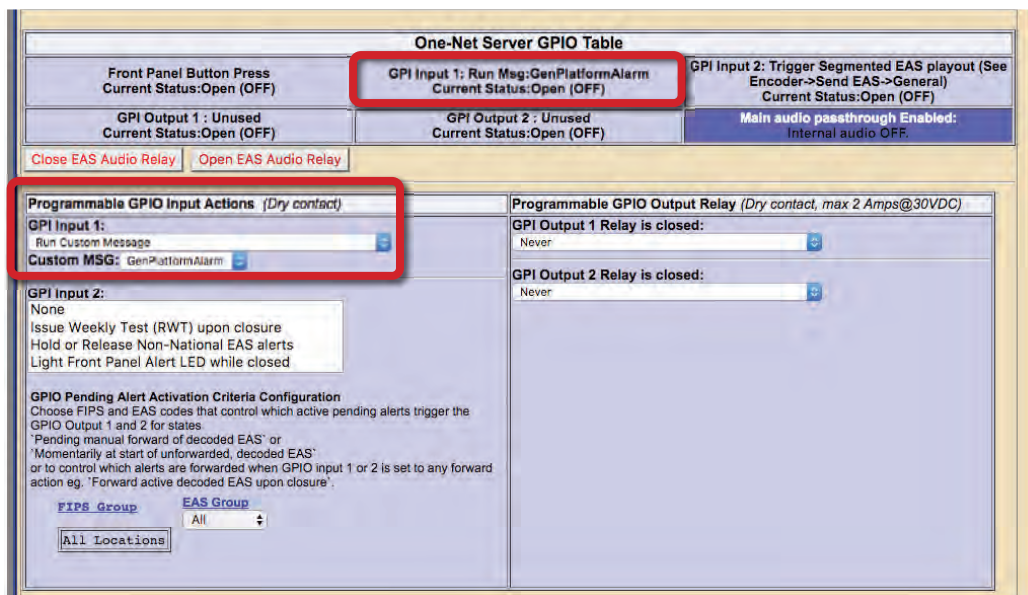 One-Net Server GPIO Table
Front Panel Button Press
Current Status:Open (OFF)
GPI Input 1: Run Msg:GenPlatformAlarm
Current Status:Open (OFF)
GPI Input 2: Trigger Segmented EAS playout (See
Encoder->Send EAS->General)
Current Status:Open (OFF)
GPI Output 1 : Unused
Current Status:Open (OFF)
GPI Output 2 : Unused
Current Status:Open (OFF)
Main audio passthrough Enabled:
Internal audio OFF.
Close EAS Audio Relay
Open EAS Audio Relay
Programmable GPIO Input Actions (Dry contact)
GPI Input 1:
Run Custom Message
Custom MSG: GenPlatformAlarm
GPI Input 2:
None
Issue Weekly Test (RWT) upon closure
Hold or Release Non-National EAS alerts
Light Front Panel Alert LED while closed
GPIO Pending Alert Activation Criteria Configuration
Choose FIPS and EAS codes that control which active pending alerts trigger the
GPIO Output 1 and 2 for states
`Pending manual forward of decoded EAS` or
`Momentarily at start of unforwarded, decoded EAS`
or to control which alerts are forwarded when GPIO input 1 or 2 is set to any forward
action eg. `Forward active decoded EAS upon closure`.
FIPS Group
EAS Group
All
All Locations
Programmable GPIO Output Relay (Dry contact, max 2 Amps@30VDC)
GPI Output 1 Relay is closed:
Never
GPI Output 2 Relay is closed:
Never